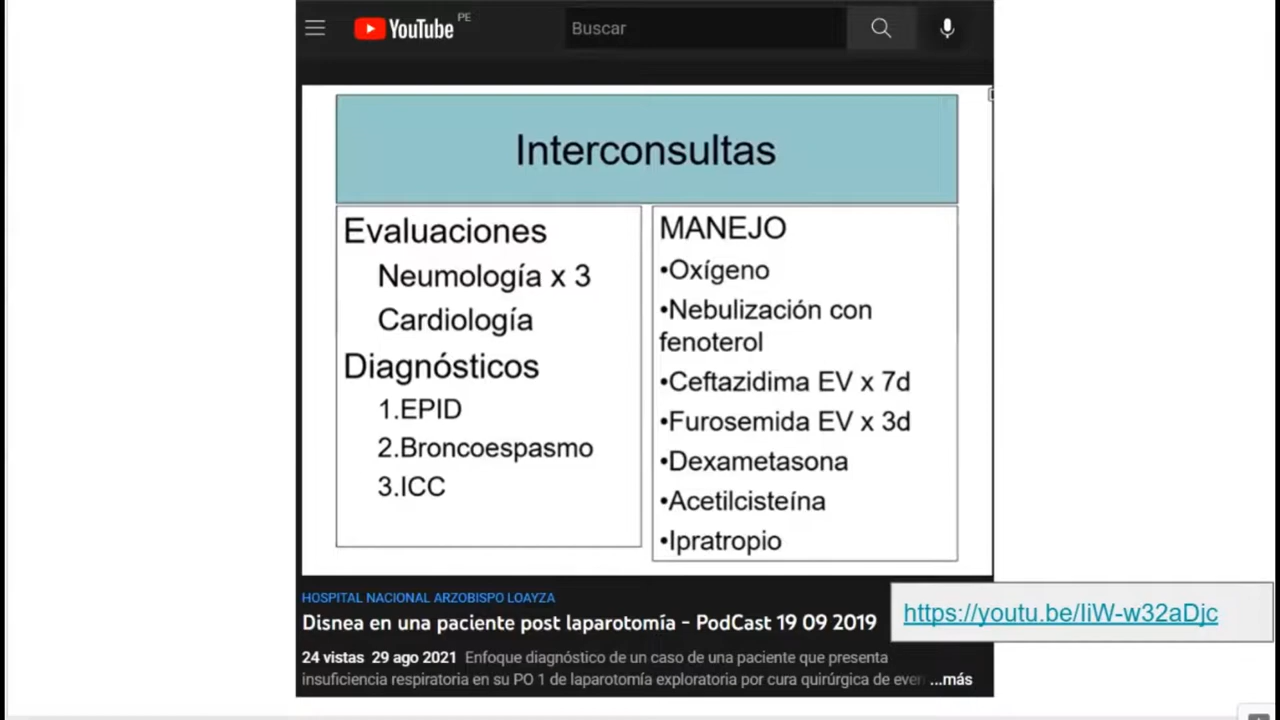 YouTube PE
Buscar
Interconsultas
Evaluaciones
Neumología x 3
Cardiología
Diagnósticos
1.EPID
2.Broncoespasmo
3.ICC
MANEJO
•Oxígeno
•Nebulización con
fenoterol
•Ceftazidima EV x 7d
•Furosemida EV x 3d
•Dexametasona
•Acetilcisteína
•Ipratropio
HOSPITAL NACIONAL ARZOBISPO LOAYZA
Disnea en una paciente post laparotomía - PodCast 19 09 2019
https://youtu.be/IiW-w32aDjc
24 vistas 29 ago 2021 Enfoque diagnóstico de un caso de una paciente que presenta
insuficiencia respiratoria en su PO 1 de laparotomía exploratoria por cura quirúrgica de even ...más